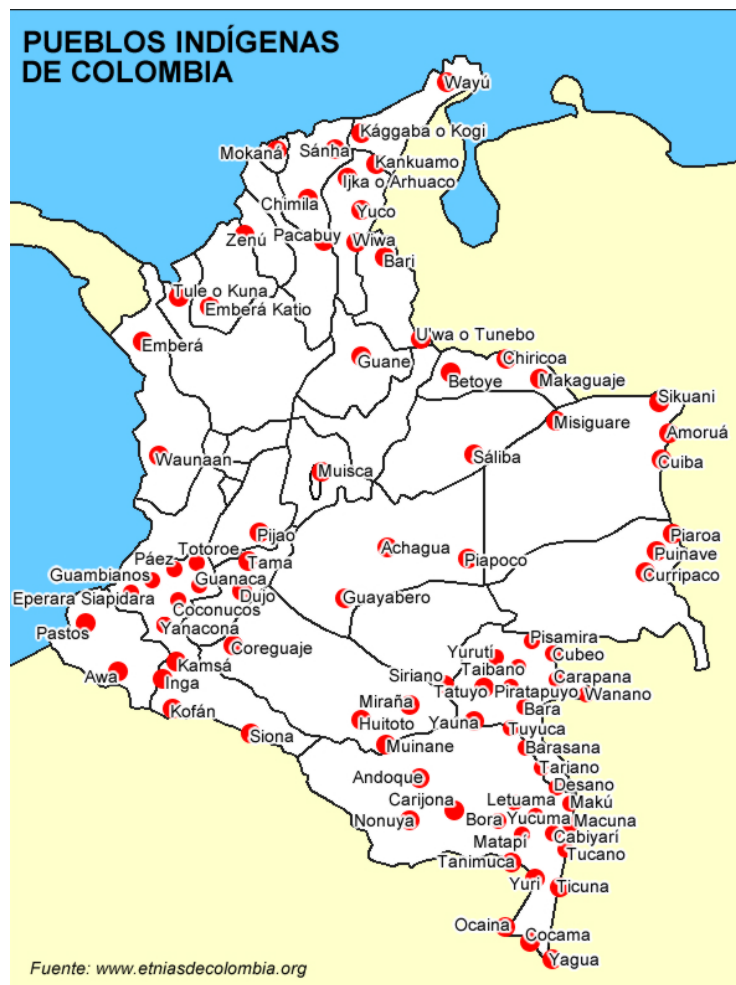 PUEBLOS INDÍGENAS
DE COLOMBIA
Wayú
Kággaba o Kogi
Mokaná
Sánha
Kankuamo
Ijka o Arhuaco
Chimila
Yuco
Zenú
Pacabuy
Wiwa
Bari
Tule o Kuna
Emberá Katio
U'wa o Tunebo
Emberá
Guane
Chiricoa
Betoye
Makaguaje
Sikuani
Misiguare
Amoruá
Waunaan
Muisca
Sáliba
Cuiba
Pijao
Piaroa
Totoroe
Achagua
Puinave
Páez
Tama
Piapoco
Guambianos
Guanaca
Curripaco
Eperara Siapidara
Dujo
Guayabero
Coconucos
Pastos
Yanacona
Pisamira
Coreguaje
Yurutí
Cubeo
Kamsá
Taibano
Awa
Siriano
Carapana
Inga
Tatuyo
Piratapuyo
Wanano
Miraña
Kofán
Bara
Huitoto
Yauna
Siona
Tuyuca
Muinane
Barasana
Tariano
Andoque
Desano
Carijona
Letuama
Makú
Nonuya
Bora
Yucuma
Macuna
Matapí
Cabiyarí
Tanimuca
Tucano
Yuri
Ticuna
Ocaina
Cocama
Yagua
Fuente: www.etniasdecolombia.org